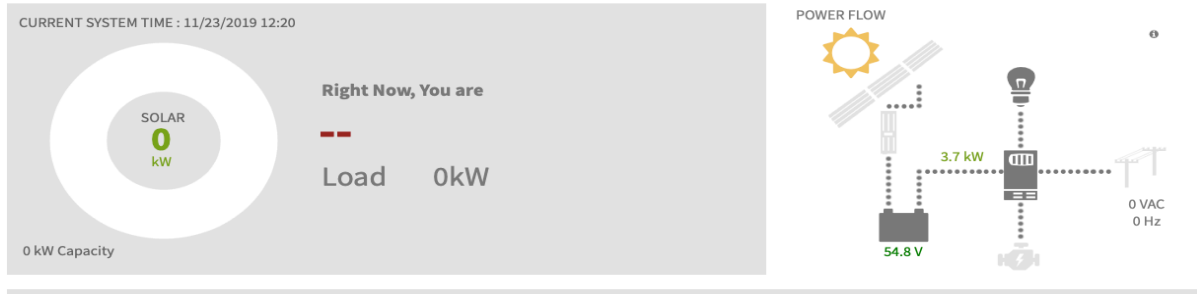 CURRENT SYSTEM TIME : 11/23/2019 12:20
SOLAR
0
kW
0 kW Capacity
Right Now, You are
--
Load 0kW
POWER FLOW
3.7 kW
54.8 V
0 VAC
0 Hz